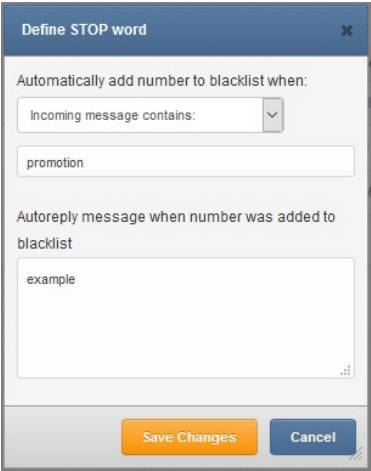 Define STOP word
Automatically add number to blacklist when:
Incoming message contains:
promotion
Autoreply message when number was added to
blacklist
example
Save Changes
Cancel